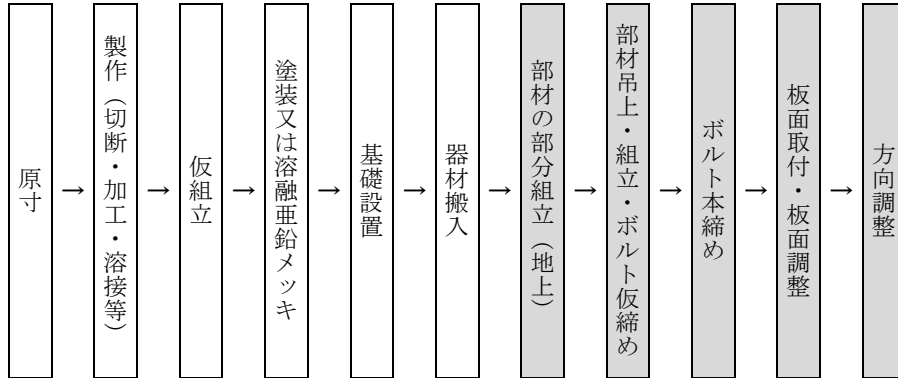 原寸
→
製作（切断・加工・溶接等）
→
仮組立
→
塗装又は溶融亜鉛メッキ
→
基礎設置
→
器材搬入
→
部材の部分組立（地上）
→
部材吊上・組立・ボルト仮締め
→
ボルト本締め
→
板面取付・板面調整
→
方向調整